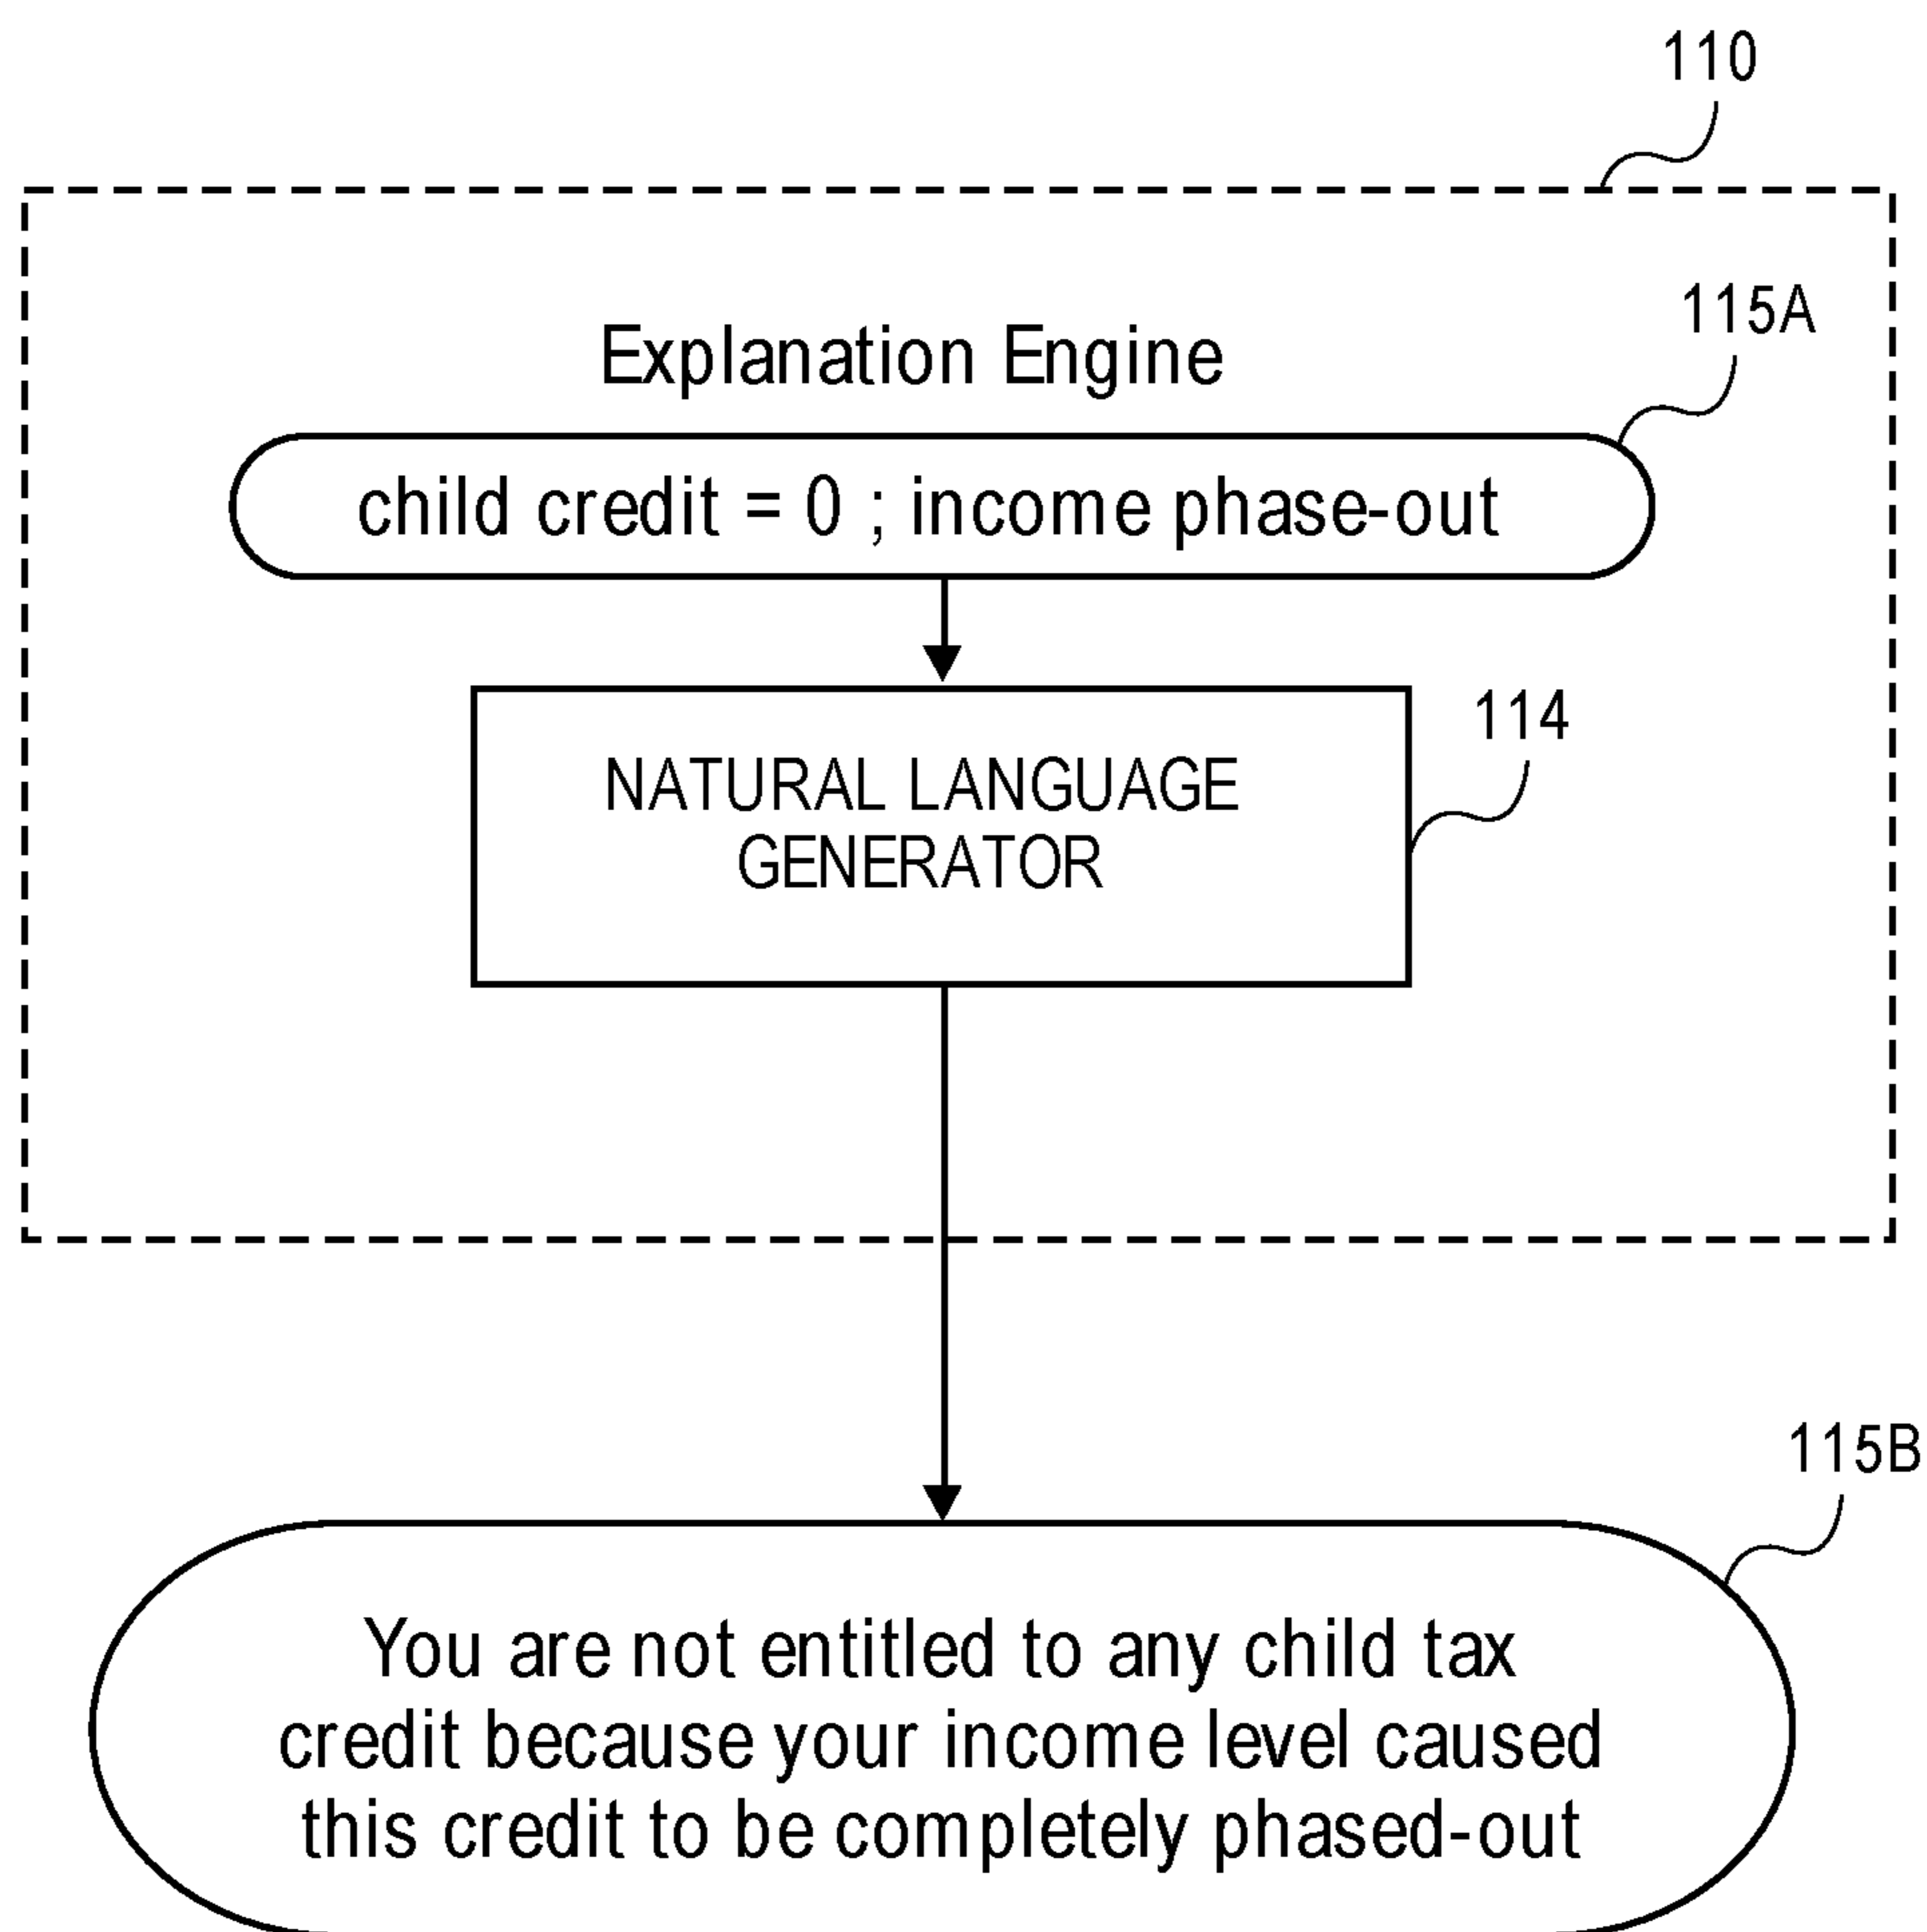 110
115A
Explanation Engine
child credit = 0 ; income phase-out
114
NATURAL LANGUAGE
GENERATOR
115B
You are not entitled to any child tax
credit because your income level caused
this credit to be completely phased-out